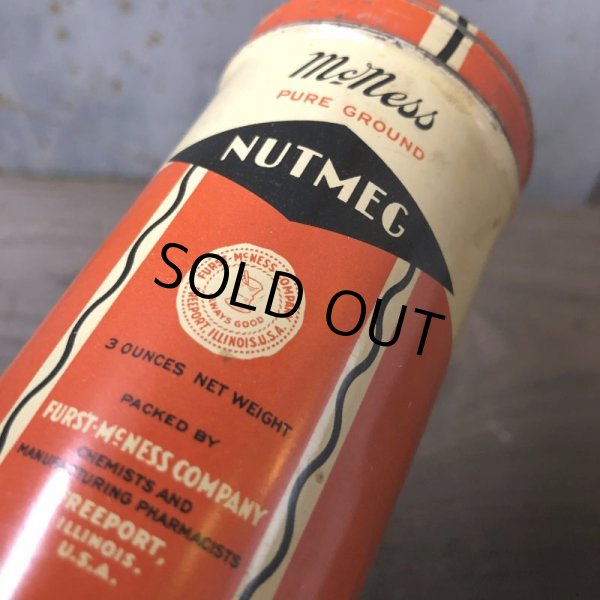 McNess
PURE GROUND
NUTMEG
FURST-McNESS COMPANY
ALWAYS GOOD
FREEPORT, ILLINOIS, U.S.A.
SOLD OUT
3 OUNCES NET WEIGHT
PACKED BY
FURST-McNESS COMPANY
CHEMISTS AND
MANUFACTURING PHARMACISTS
FREEPORT,
ILLINOIS.
U.S.A.